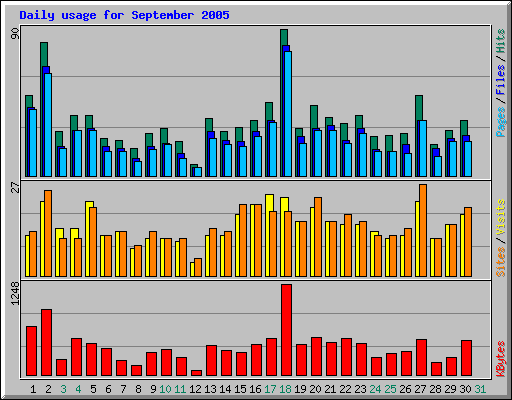 Daily usage for September 2005
90
Pages / Files / Hits
27
Sites / Visits
1248
KBytes
1 2 3 4 5 6 7 8 9 10 11 12 13 14 15 16 17 18 19 20 21 22 23 24 25 26 27 28 29 30 31